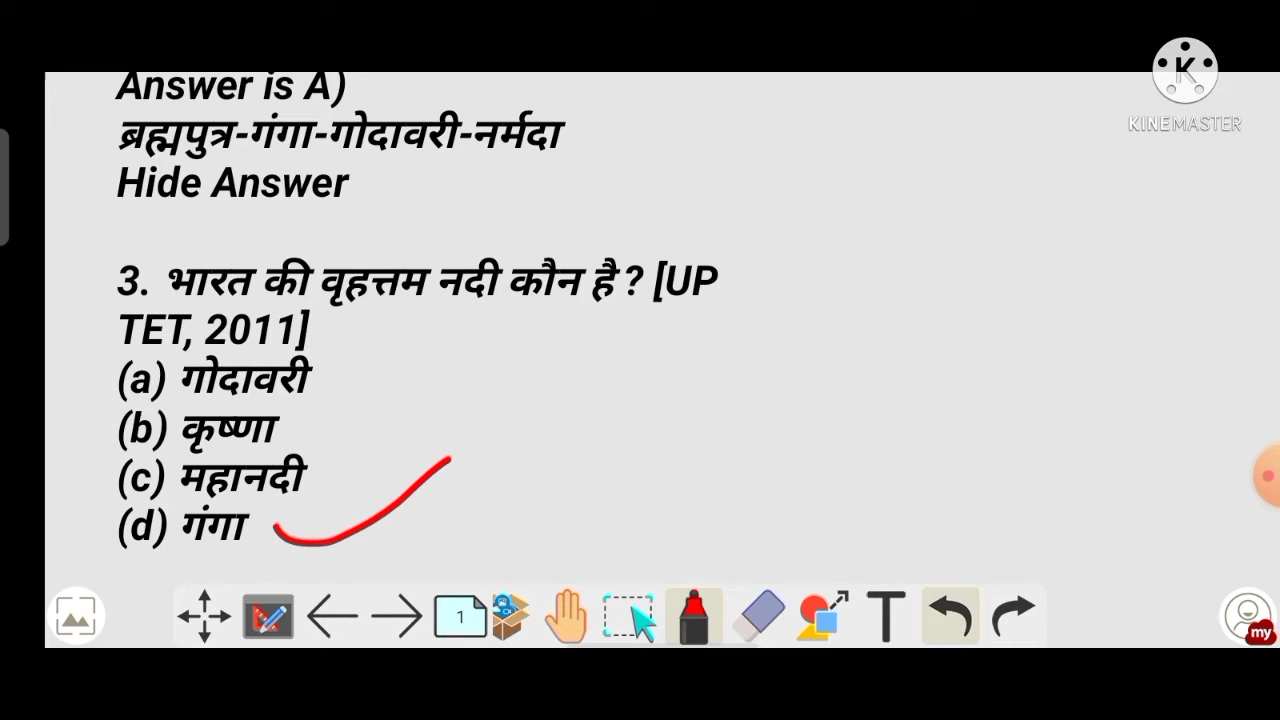 Answer is A)
ब्रह्मपुत्र-गंगा-गोदावरी-नर्मदा
Hide Answer
3. भारत की वृहत्तम नदी कौन है? [UP
TET, 2011]
(a) गोदावरी
(b) कृष्णा
(c) महानदी
(d) गंगा
K
KINEMASTER
1
T
my